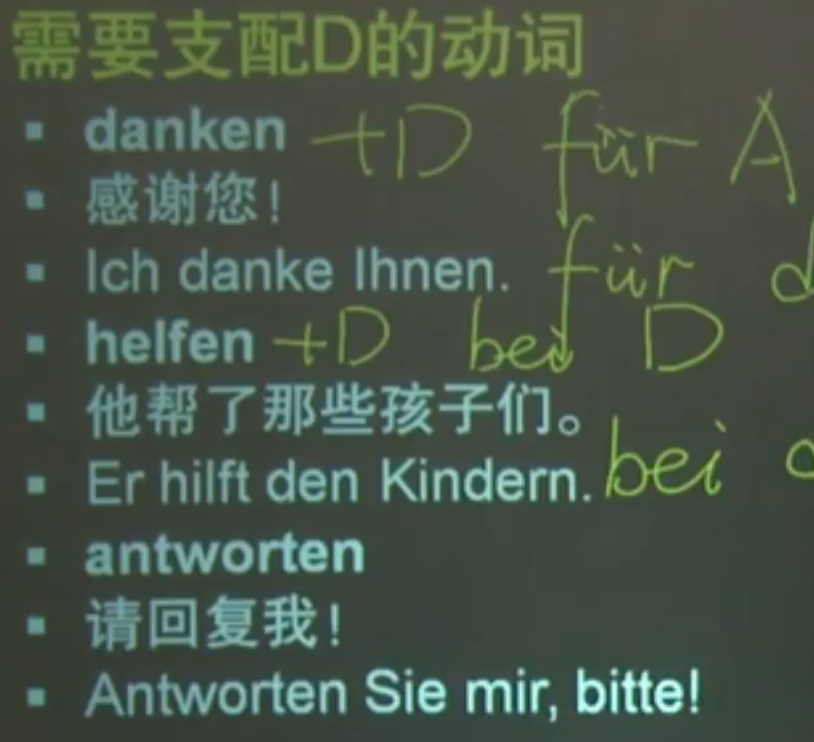 需要支配D的动词
▪ danken +D für A
▪ 感谢您!
▪ Ich danke Ihnen. für
▪ helfen +D bei D
▪ 他帮了那些孩子们。
▪ Er hilft den Kindern. bei
▪ antworten
▪ 请回复我!
▪ Antworten Sie mir, bitte!